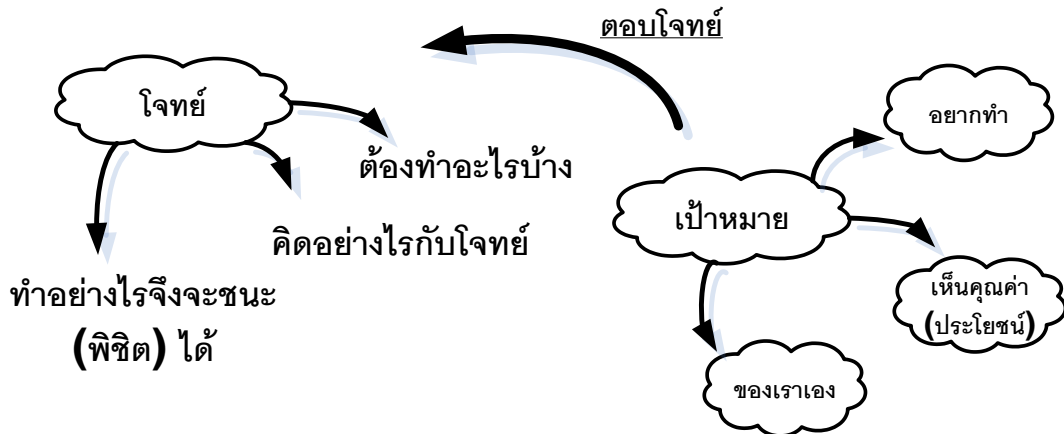 ตอบโจทย์
โจทย์
อยากทำ
ต้องทำอะไรบ้าง
เป้าหมาย
คิดอย่างไรกับโจทย์
ทำอย่างไรจึงจะชนะ
(พิชิต) ได้
เห็นคุณค่า
(ประโยชน์)
ของเราเอง